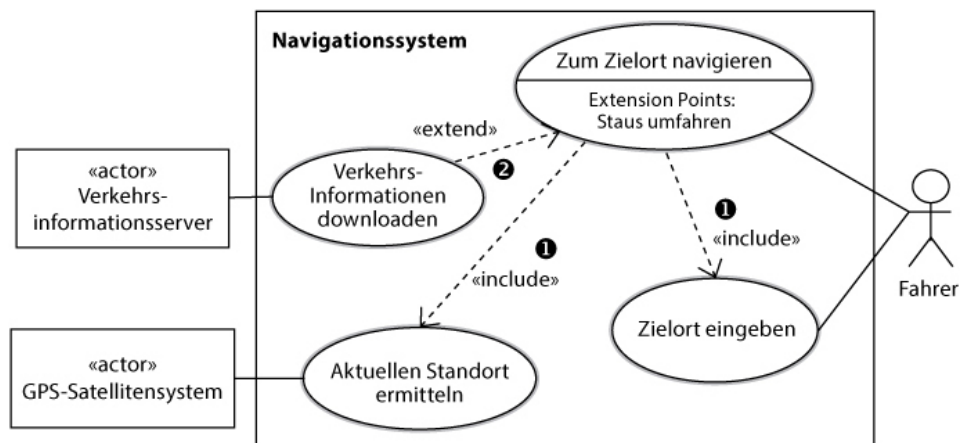 Navigationssystem
Zum Zielort navigieren
Extension Points:
Staus umfahren
«extend»
❷
«actor»
Verkehrs-
informationsserver
Verkehrs-
Informationen
downloaden
❶
«include»
❶
«include»
Fahrer
Zielort eingeben
«actor»
GPS-Satellitensystem
Aktuellen Standort
ermitteln